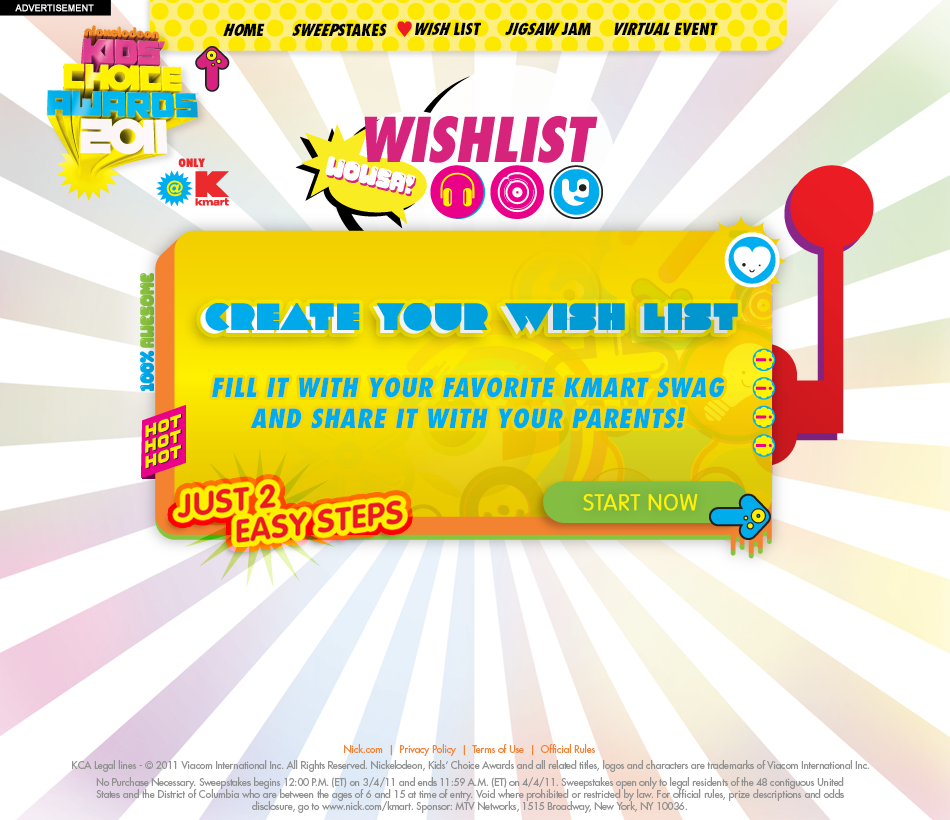 ADVERTISEMENT
HOME SWEEPSTAKES WISH LIST JIGSAW JAM VIRTUAL EVENT
nickelodeon
KIDS'
CHOICE
AWARDS
2011
ONLY
@ K
kmart
WISHLIST
WOWSA!
100% AWESOME
CREATE YOUR WISH LIST
FILL IT WITH YOUR FAVORITE KMART SWAG
AND SHARE IT WITH YOUR PARENTS!
HOT
HOT
HOT
JUST 2
EASY STEPS
START NOW
Nick.com | Privacy Policy | Terms of Use | Official Rules
KCA Legal lines - © 2011 Viacom International Inc. All Rights Reserved. Nickelodeon, Kids' Choice Awards and all related titles, logos and characters are trademarks of Viacom International Inc.
No Purchase Necessary. Sweepstakes begins 12:00 P.M. (ET) on 3/4/11 and ends 11:59 A.M. (ET) on 4/4/11. Sweepstakes open only to legal residents of the 48 contiguous United
States and the District of Columbia who are between the ages of 6 and 15 at time of entry. Void where prohibited or restricted by law. For official rules, prize descriptions and odds
disclosure, go to www.nick.com/kmart. Sponsor: MTV Networks, 1515 Broadway, New York, NY 10036.